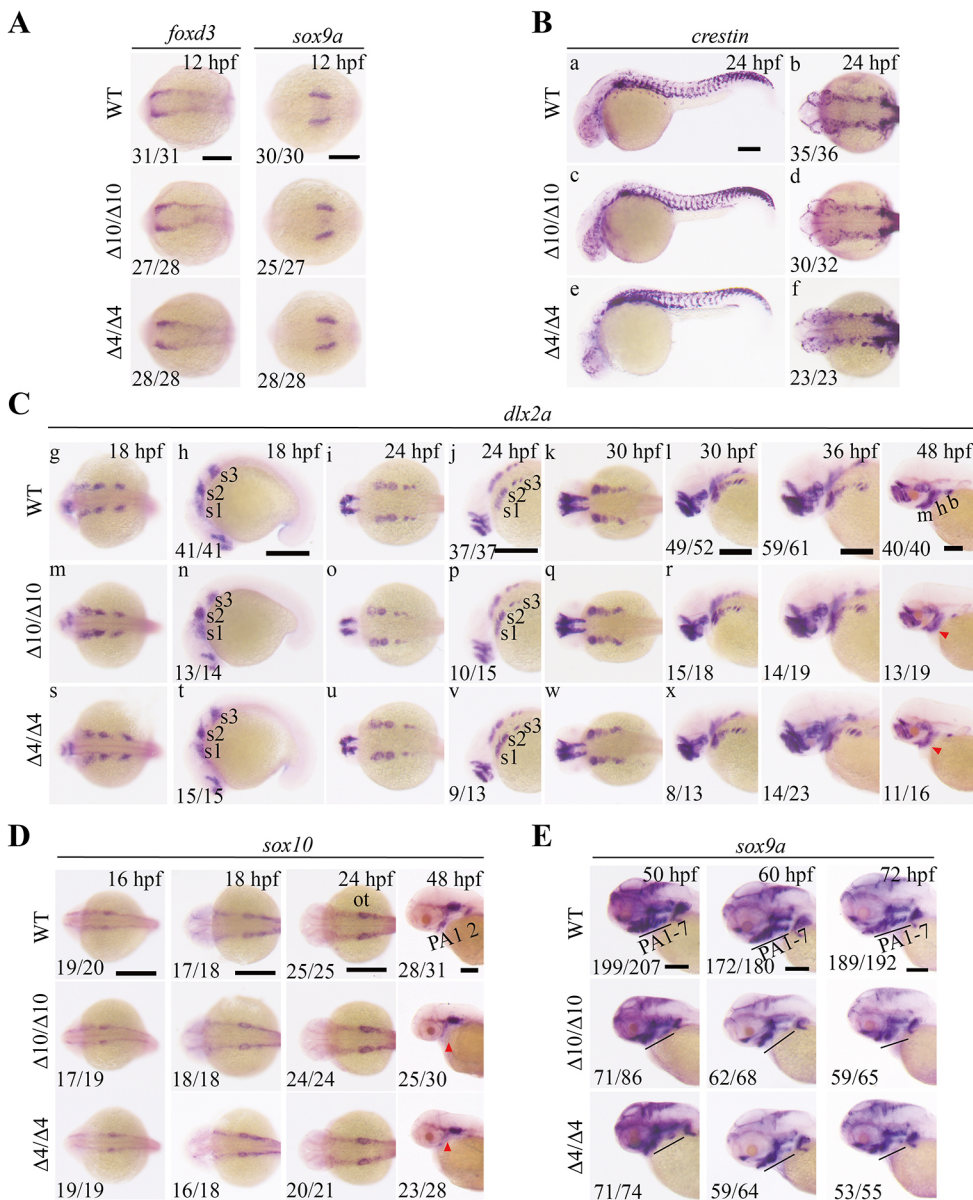 A
foxd3 sox9a
12 hpf 12 hpf
WT
31/31 30/30
Δ10/Δ10
27/28 25/27
Δ4/Δ4
28/28 28/28
B
crestin
a 24 hpf b 24 hpf
WT
35/36
c d
Δ10/Δ10
30/32
e f
Δ4/Δ4
23/23
C
dlx2a
g 18 hpf h 18 hpf i 24 hpf j 24 hpf k 30 hpf l 30 hpf 36 hpf 48 hpf
WT
s3 s2 s1 s3 s2 s1 m h b
41/41 37/37 49/52 59/61 40/40
m n o p q r
Δ10/Δ10
s3 s2 s1 s3 s2 s1
13/14 10/15 15/18 14/19 13/19
s t u v w x
Δ4/Δ4
s3 s2 s1 s3 s2 s1
15/15 9/13 8/13 14/23 11/16
D
sox10
16 hpf 18 hpf 24 hpf 48 hpf
WT
ot
PA1 2
19/20 17/18 25/25 28/31
Δ10/Δ10
17/19 18/18 24/24 25/30
Δ4/Δ4
19/19 16/18 20/21 23/28
E
sox9a
50 hpf 60 hpf 72 hpf
WT
PA1-7 PA1-7 PA1-7
199/207 172/180 189/192
Δ10/Δ10
71/86 62/68 59/65
Δ4/Δ4
71/74 59/64 53/55